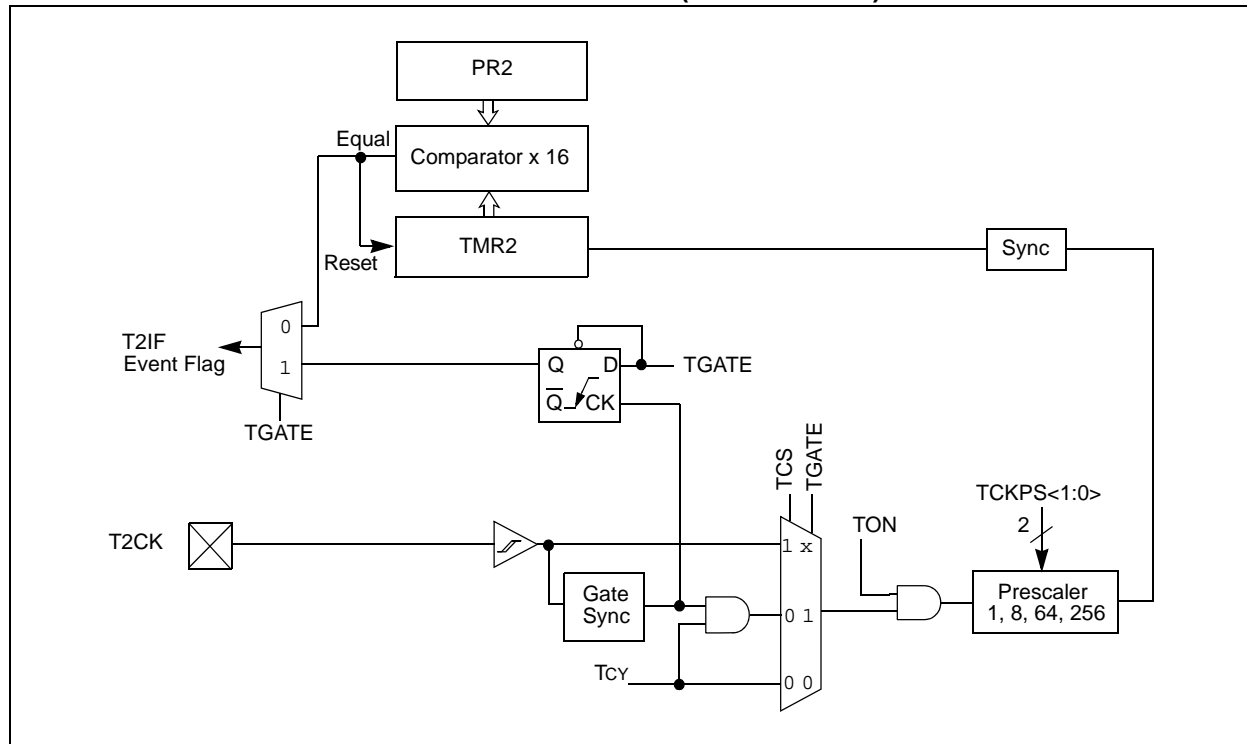 PR2
Equal
Comparator x 16
TMR2
Reset
Sync
0
1
T2IF
Event Flag
TGATE
Q
D
Q
CK
TGATE
TCS
TGATE
T2CK
TON
TCKPS<1:0>
2
1 x
Gate
Sync
0 1
Prescaler
1, 8, 64, 256
TCY
0 0